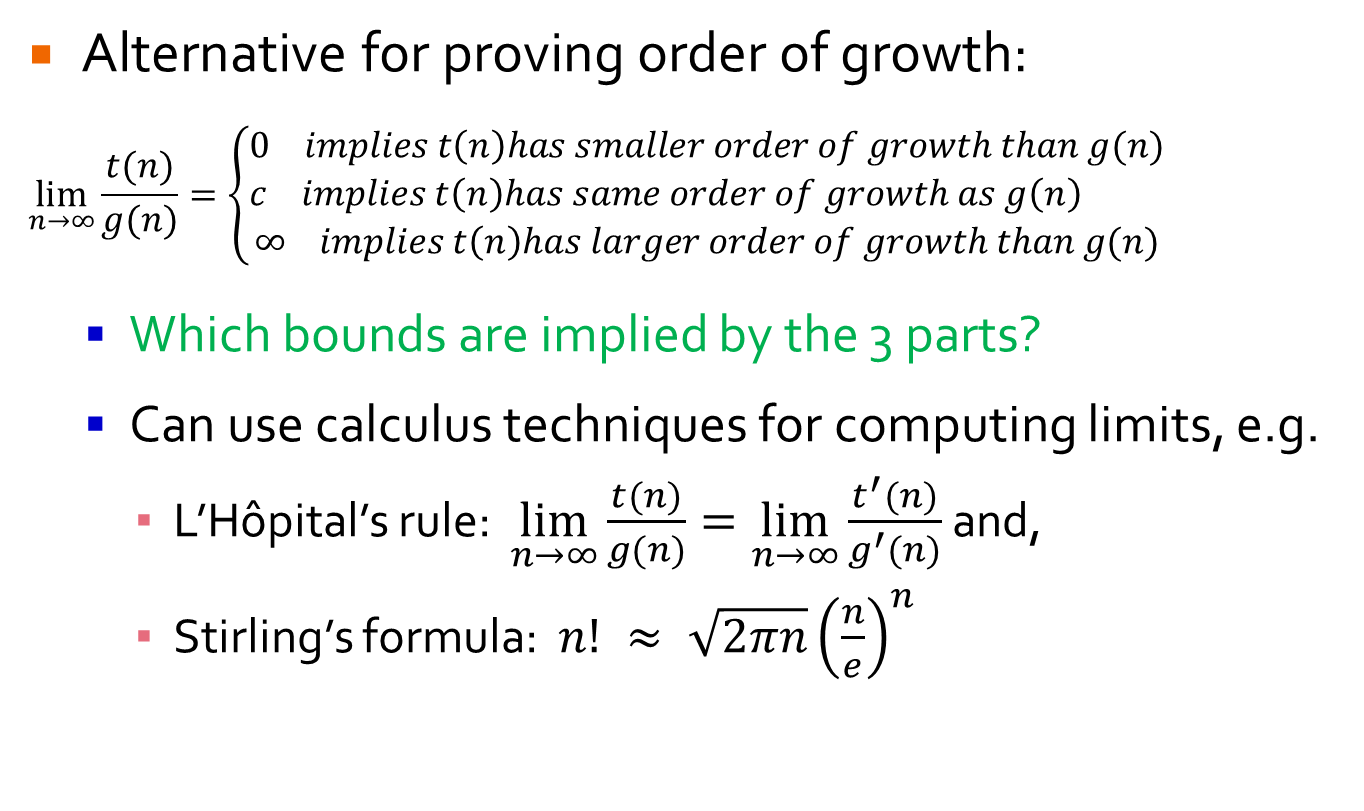 ▪ Alternative for proving order of growth:
lim n→∞ t(n)/g(n) = { 0 implies t(n)has smaller order of growth than g(n)
c implies t(n)has same order of growth as g(n)
∞ implies t(n)has larger order of growth than g(n)
▪ Which bounds are implied by the 3 parts?
▪ Can use calculus techniques for computing limits, e.g.
▪ L’Hôpital’s rule: lim n→∞ t(n)/g(n) = lim n→∞ t′(n)/g′(n) and,
▪ Stirling’s formula: n! ≈ √(2πn) (n/e)^n